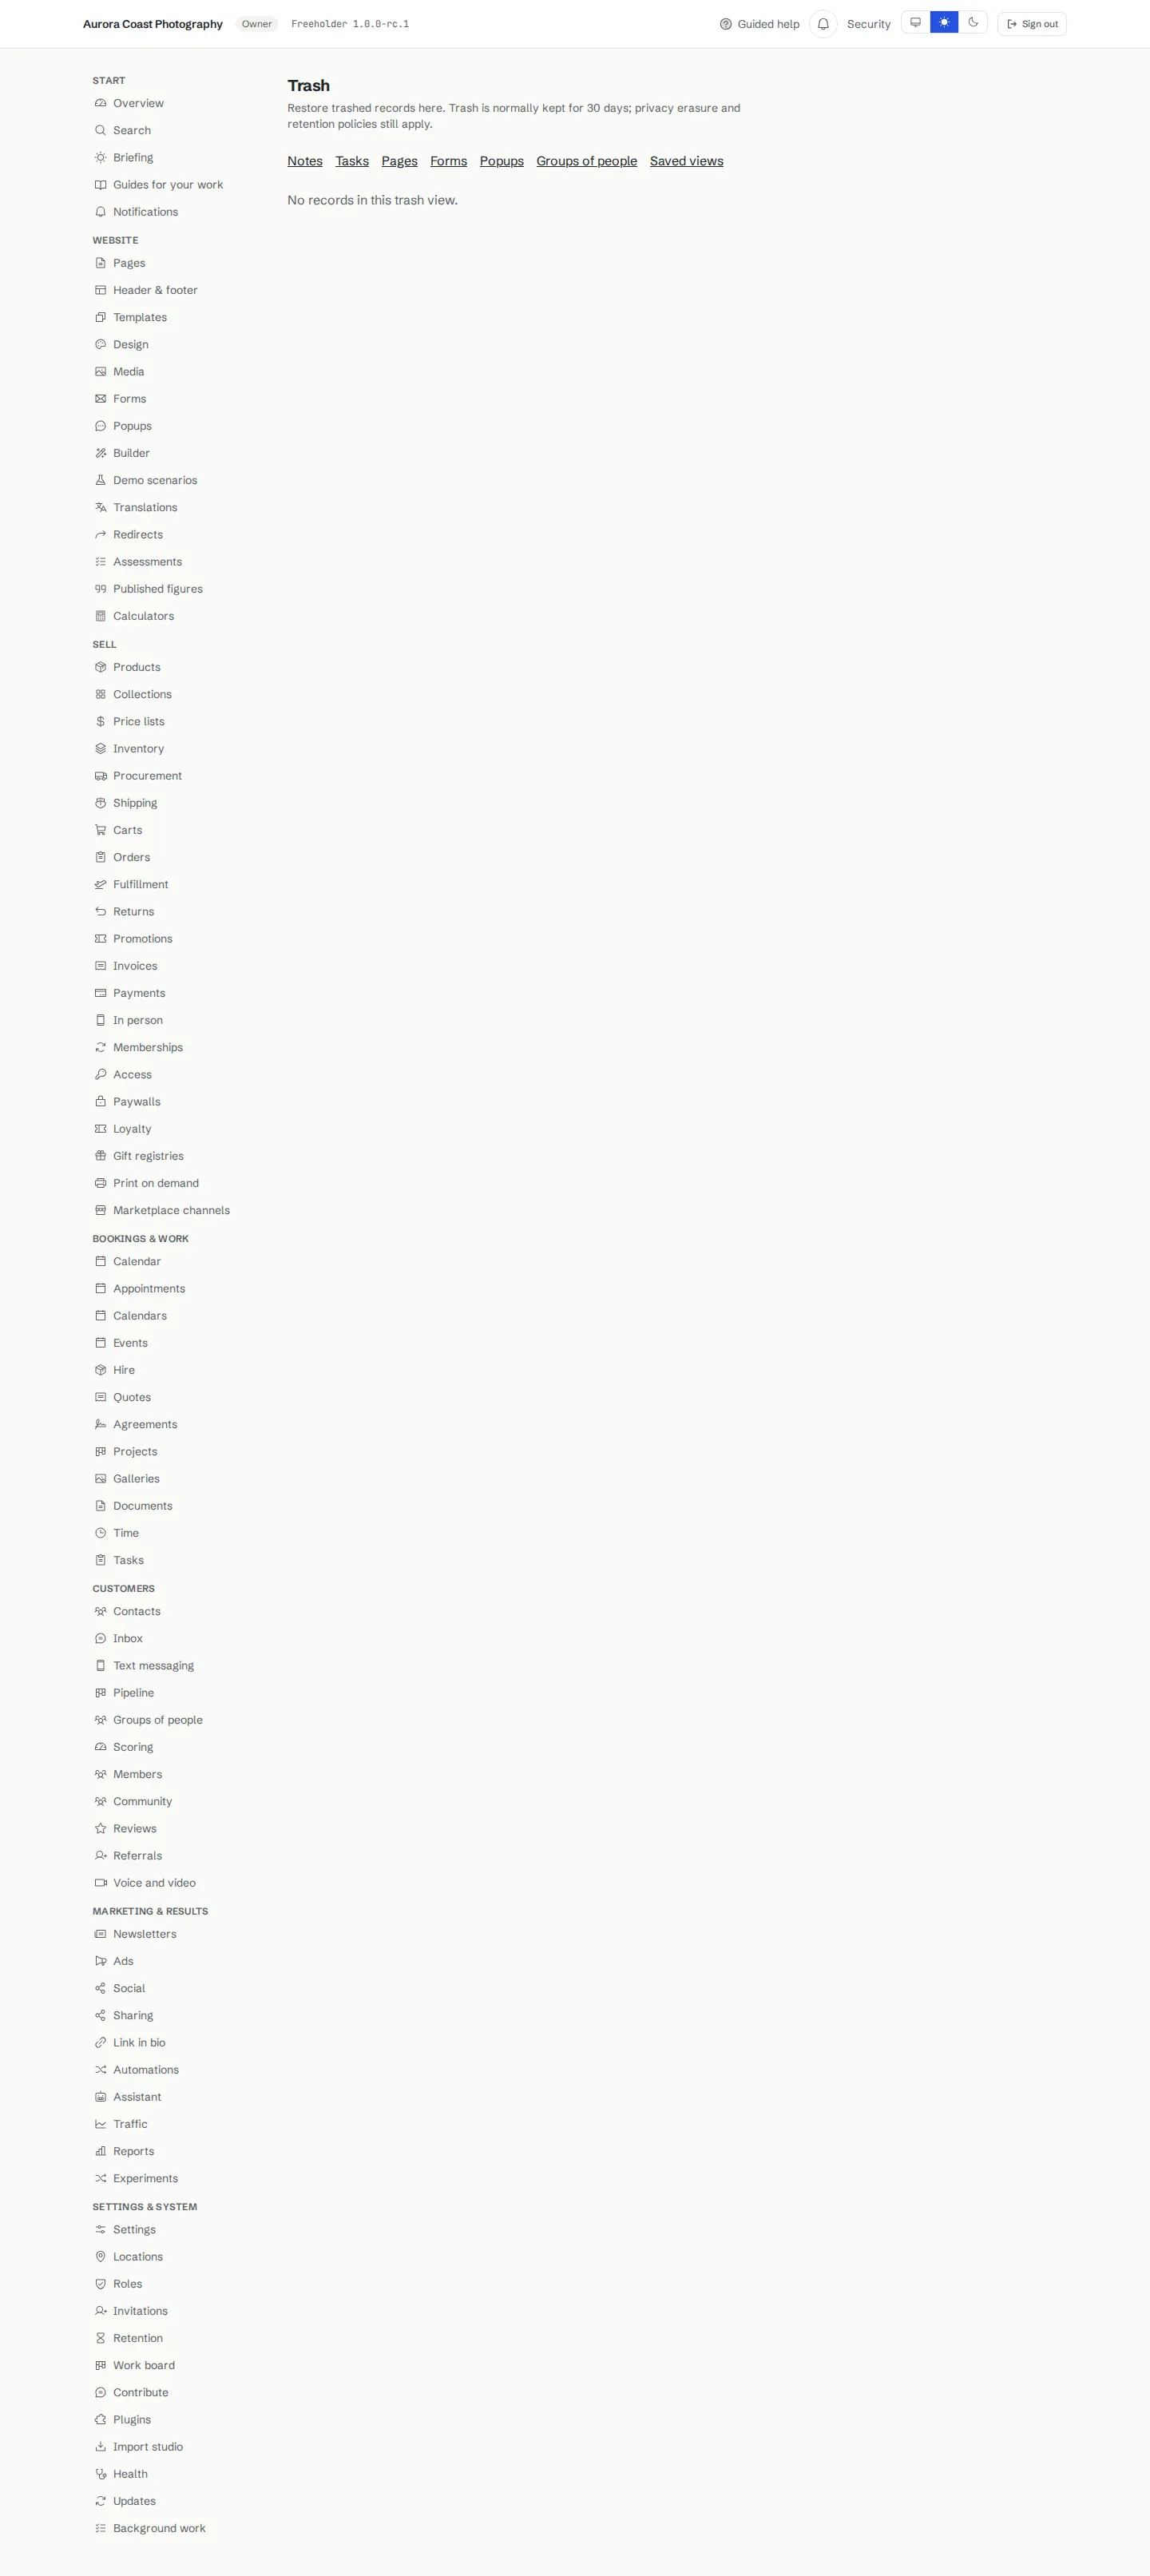 Aurora Coast Photography
Owner
Freeholder 1.0.0-rc.1
Guided help
Security
Sign out
START
Overview
Search
Briefing
Guides for your work
Notifications
WEBSITE
Pages
Header & footer
Templates
Design
Media
Forms
Popups
Builder
Demo scenarios
Translations
Redirects
Assessments
Published figures
Calculators
SELL
Products
Collections
Price lists
Inventory
Procurement
Shipping
Carts
Orders
Fulfillment
Returns
Promotions
Invoices
Payments
In person
Memberships
Access
Paywalls
Loyalty
Gift registries
Print on demand
Marketplace channels
BOOKINGS & WORK
Calendar
Appointments
Calendars
Events
Hire
Quotes
Agreements
Projects
Galleries
Documents
Time
Tasks
CUSTOMERS
Contacts
Inbox
Text messaging
Pipeline
Groups of people
Scoring
Members
Community
Reviews
Referrals
Voice and video
MARKETING & RESULTS
Newsletters
Ads
Social
Sharing
Link in bio
Automations
Assistant
Traffic
Reports
Experiments
SETTINGS & SYSTEM
Settings
Locations
Roles
Invitations
Retention
Work board
Contribute
Plugins
Import studio
Health
Updates
Background work
Trash
Restore trashed records here. Trash is normally kept for 30 days; privacy erasure and
retention policies still apply.
Notes Tasks Pages Forms Popups Groups of people Saved views
No records in this trash view.